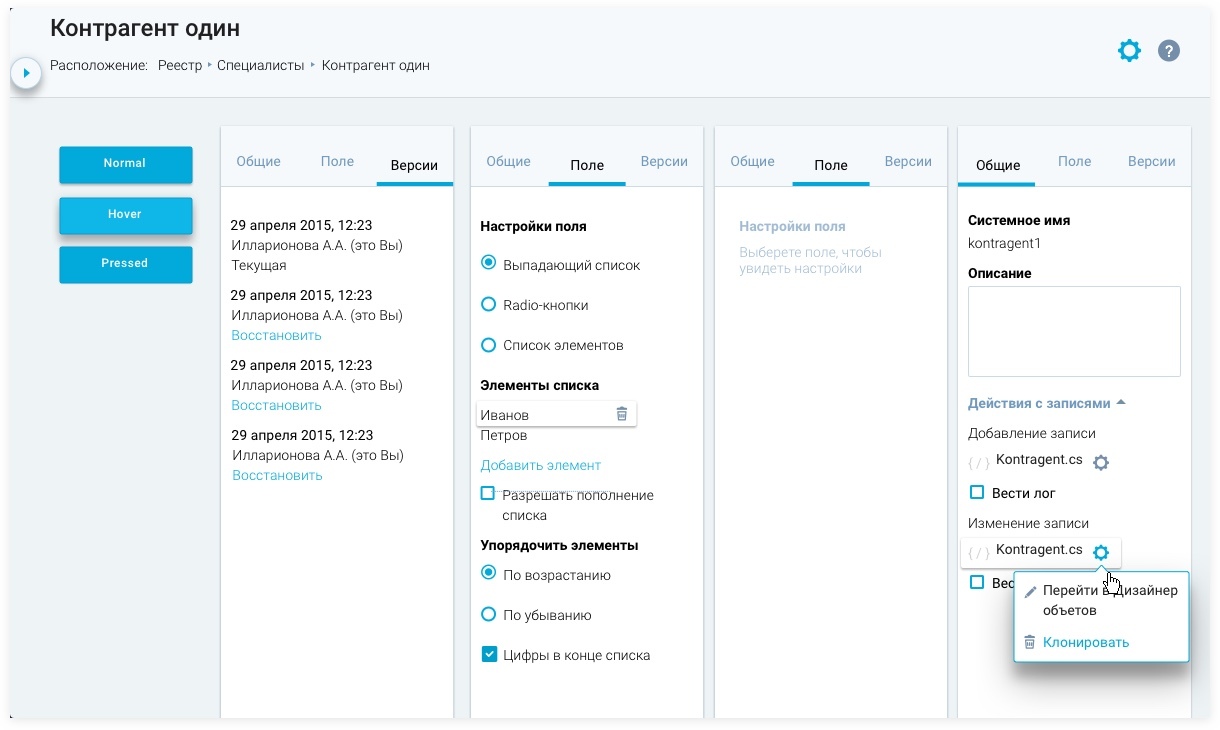 Контрагент один
Расположение: Реестр Специалисты Контрагент один
?
Normal
Hover
Pressed
Общие Поле Версии
29 апреля 2015, 12:23
Илларионова А.А. (это Вы)
Текущая
29 апреля 2015, 12:23
Илларионова А.А. (это Вы)
Восстановить
29 апреля 2015, 12:23
Илларионова А.А. (это Вы)
Восстановить
29 апреля 2015, 12:23
Илларионова А.А. (это Вы)
Восстановить
Общие Поле Версии
Настройки поля
Выпадающий список
Radio-кнопки
Список элементов
Элементы списка
Иванов
Петров
Добавить элемент
Разрешать пополнение
списка
Упорядочить элементы
По возрастанию
По убыванию
Цифры в конце списка
Общие Поле Версии
Настройки поля
Выберете поле, чтобы
увидеть настройки
Общие Поле Версии
Системное имя
kontragent1
Описание
Действия с записями
Добавление записи
{ / } Kontragent.cs
Вести лог
Изменение записи
{ / } Kontragent.cs
Вес
Перейти в Дизайнер
объетов
Клонировать